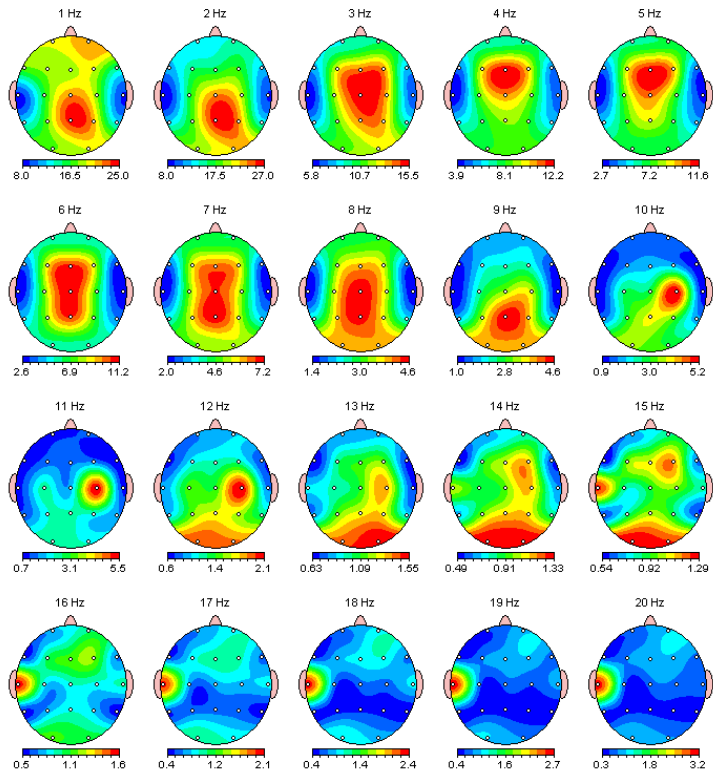 1 Hz 2 Hz 3 Hz 4 Hz 5 Hz
8.0 16.5 25.0 8.0 17.5 27.0 5.8 10.7 15.5 3.9 8.1 12.2 2.7 7.2 11.6
6 Hz 7 Hz 8 Hz 9 Hz 10 Hz
2.6 6.9 11.2 2.0 4.6 7.2 1.4 3.0 4.6 1.0 2.8 4.6 0.9 3.0 5.2
11 Hz 12 Hz 13 Hz 14 Hz 15 Hz
0.7 3.1 5.5 0.6 1.4 2.1 0.63 1.09 1.55 0.49 0.91 1.33 0.54 0.92 1.29
16 Hz 17 Hz 18 Hz 19 Hz 20 Hz
0.5 1.1 1.6 0.4 1.2 2.1 0.4 1.4 2.4 0.4 1.6 2.7 0.3 1.8 3.2